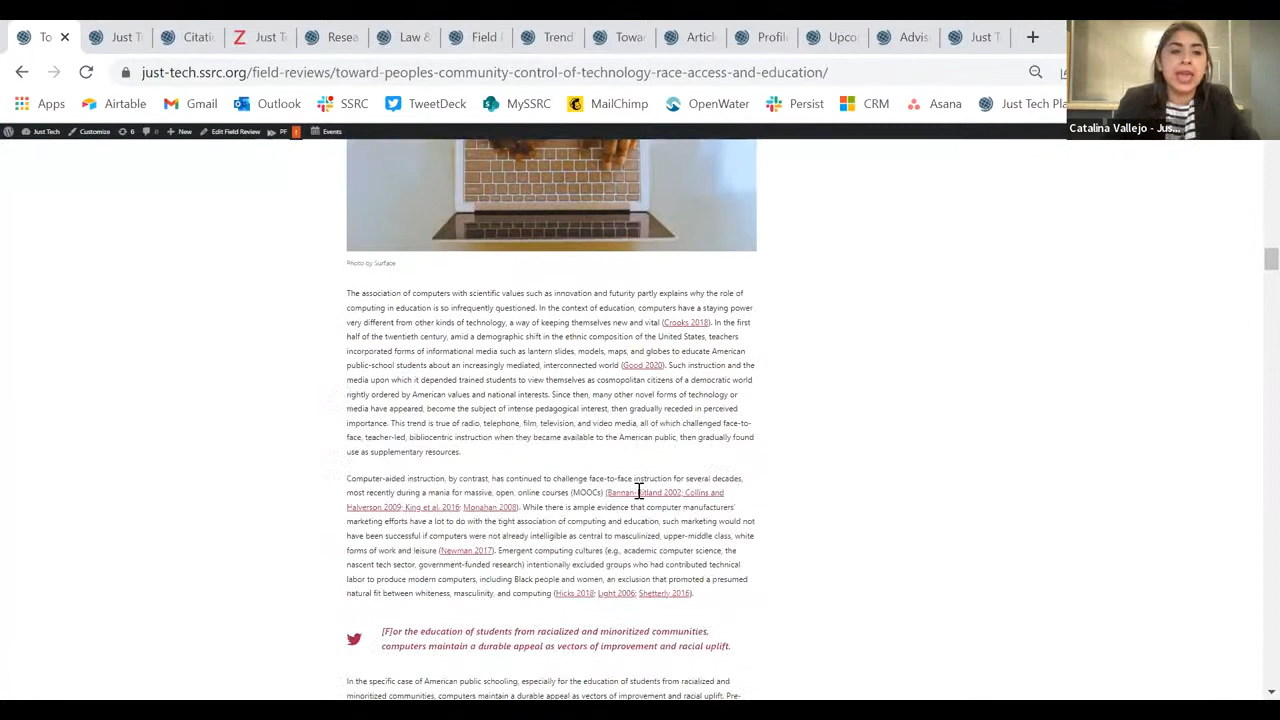 To
Just T
Citatio
Just Te
Resea
Law &
Field
Trend
Towa
Articl
Profil
Upco
Advis
Just T
just-tech.ssrc.org/field-reviews/toward-peoples-community-control-of-technology-race-access-and-education/
Apps Airtable Gmail Outlook SSRC TweetDeck MySSRC MailChimp OpenWater Persist CRM Asana Just Tech Pla
Catalina Vallejo - Jus...
Just Tech Customize 6 0 New Edit Field Review PF ! Events
Photo by Surface
The association of computers with scientific values such as innovation and futurity partly explains why the role of
computing in education is so infrequently questioned. In the context of education, computers have a staying power
very different from other kinds of technology, a way of keeping themselves new and vital (Crooks 2018). In the first
half of the twentieth century, amid a demographic shift in the ethnic composition of the United States, teachers
incorporated forms of informational media such as lantern slides, models, maps, and globes to educate American
public-school students about an increasingly mediated, interconnected world (Good 2020). Such instruction and the
media upon which it depended trained students to view themselves as cosmopolitan citizens of a democratic world
rightly ordered by American values and national interests. Since then, many other novel forms of technology or
media have appeared, become the subject of intense pedagogical interest, then gradually receded in perceived
importance. This trend is true of radio, telephone, film, television, and video media, all of which challenged face-to-
face, teacher-led, bibliocentric instruction when they became available to the American public, then gradually found
use as supplementary resources.
Computer-aided instruction, by contrast, has continued to challenge face-to-face instruction for several decades,
most recently during a mania for massive, open, online courses (MOOCs) (Bannan-Ritland 2002; Collins and
Halverson 2009; King et al. 2016; Monahan 2008). While there is ample evidence that computer manufacturers'
marketing efforts have a lot to do with the tight association of computing and education, such marketing would not
have been successful if computers were not already intelligible as central to masculinized, upper-middle class, white
forms of work and leisure (Newman 2017). Emergent computing cultures (e.g., academic computer science, the
nascent tech sector, government-funded research) intentionally excluded groups who had contributed technical
labor to produce modern computers, including Black people and women, an exclusion that promoted a presumed
natural fit between whiteness, masculinity, and computing (Hicks 2018; Light 2006; Shetterly 2016).
[F]or the education of students from racialized and minoritized communities,
computers maintain a durable appeal as vectors of improvement and racial uplift.
In the specific case of American public schooling, especially for the education of students from racialized and
minoritized communities, computers maintain a durable appeal as vectors of improvement and racial uplift. Pre-